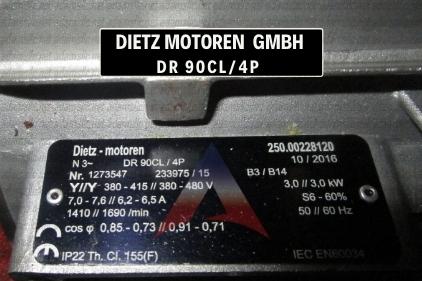 DIETZ MOTOREN GMBH
DR 90CL/4P
Dietz - motoren 250.00228120
N 3~ DR 90CL / 4P 10 / 2016
Nr. 1273547 233975 / 15 B3 / B14
Y//Y 380 - 415 // 380 - 480 V 3,0 // 3,0 kW
7,0 - 7,6 // 6,2 - 6,5 A S6 - 60%
1410 // 1690 /min 50 // 60 Hz
cos φ 0,85 - 0,73 // 0,91 - 0,71
CE IP22 Th. Cl. 155(F) IEC EN60034